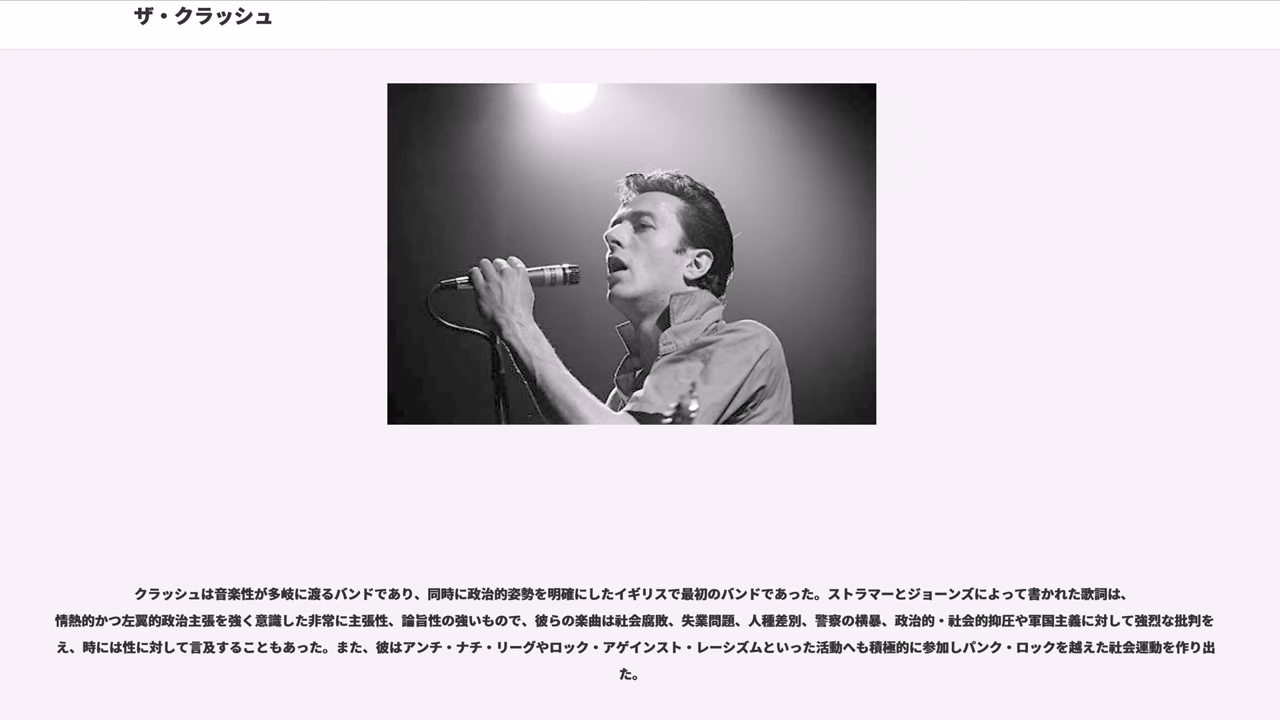 ザ・クラッシュ
クラッシュは音楽性が多岐に渡るバンドであり、同時に政治的姿勢を明確にしたイギリスで最初のバンドであった。ストラマーとジョーンズによって書かれた歌詞は、
情熱的かつ左翼的政治主張を強く意識した非常に主張性、論旨性の強いもので、彼らの楽曲は社会腐敗、失業問題、人種差別、警察の横暴、政治的・社会的抑圧や軍国主義に対して強烈な批判を
え、時には性に対して言及することもあった。また、彼はアンチ・ナチ・リーグやロック・アゲインスト・レーシズムといった活動へも積極的に参加しパンク・ロックを越えた社会運動を作り出
た。